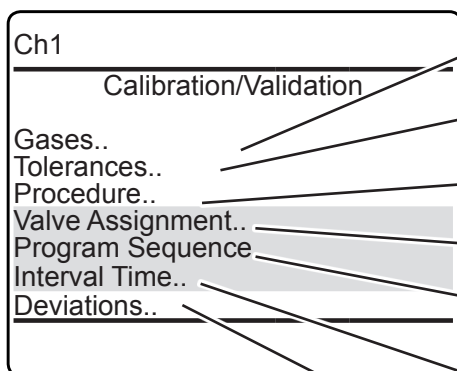 Ch1
Calibration/Validation
Gases..
Tolerances..
Procedure..
Valve Assignment..
Program Sequence
Interval Time..
Deviations..